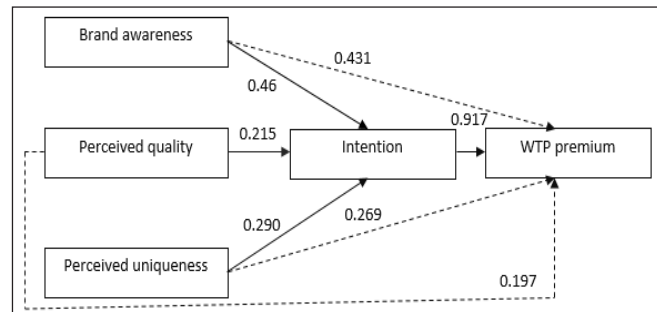 Brand awareness
0.431
0.46
0.917
Perceived quality
0.215
Intention
WTP premium
0.290
0.269
Perceived uniqueness
0.197